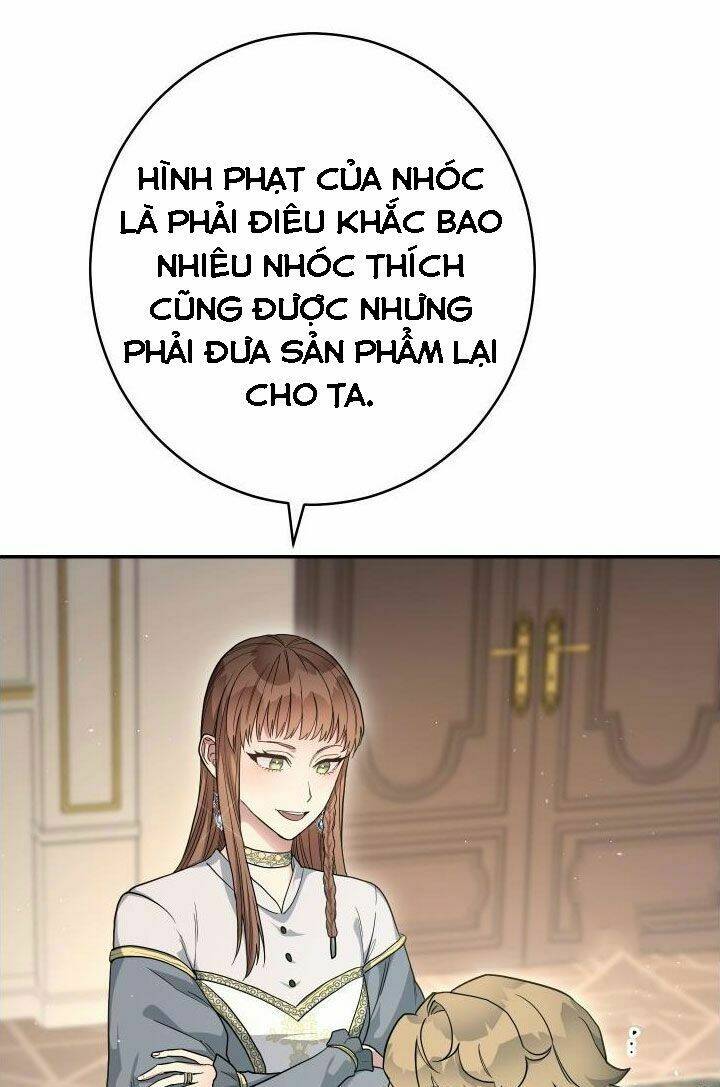 HÌNH PHẠT CỦA NHÓC
LÀ PHẢI ĐIÊU KHẮC BAO
NHIÊU NHÓC THÍCH
CŨNG ĐƯỢC NHƯNG
PHẢI ĐƯA SẢN PHẨM LẠI
CHO TA.